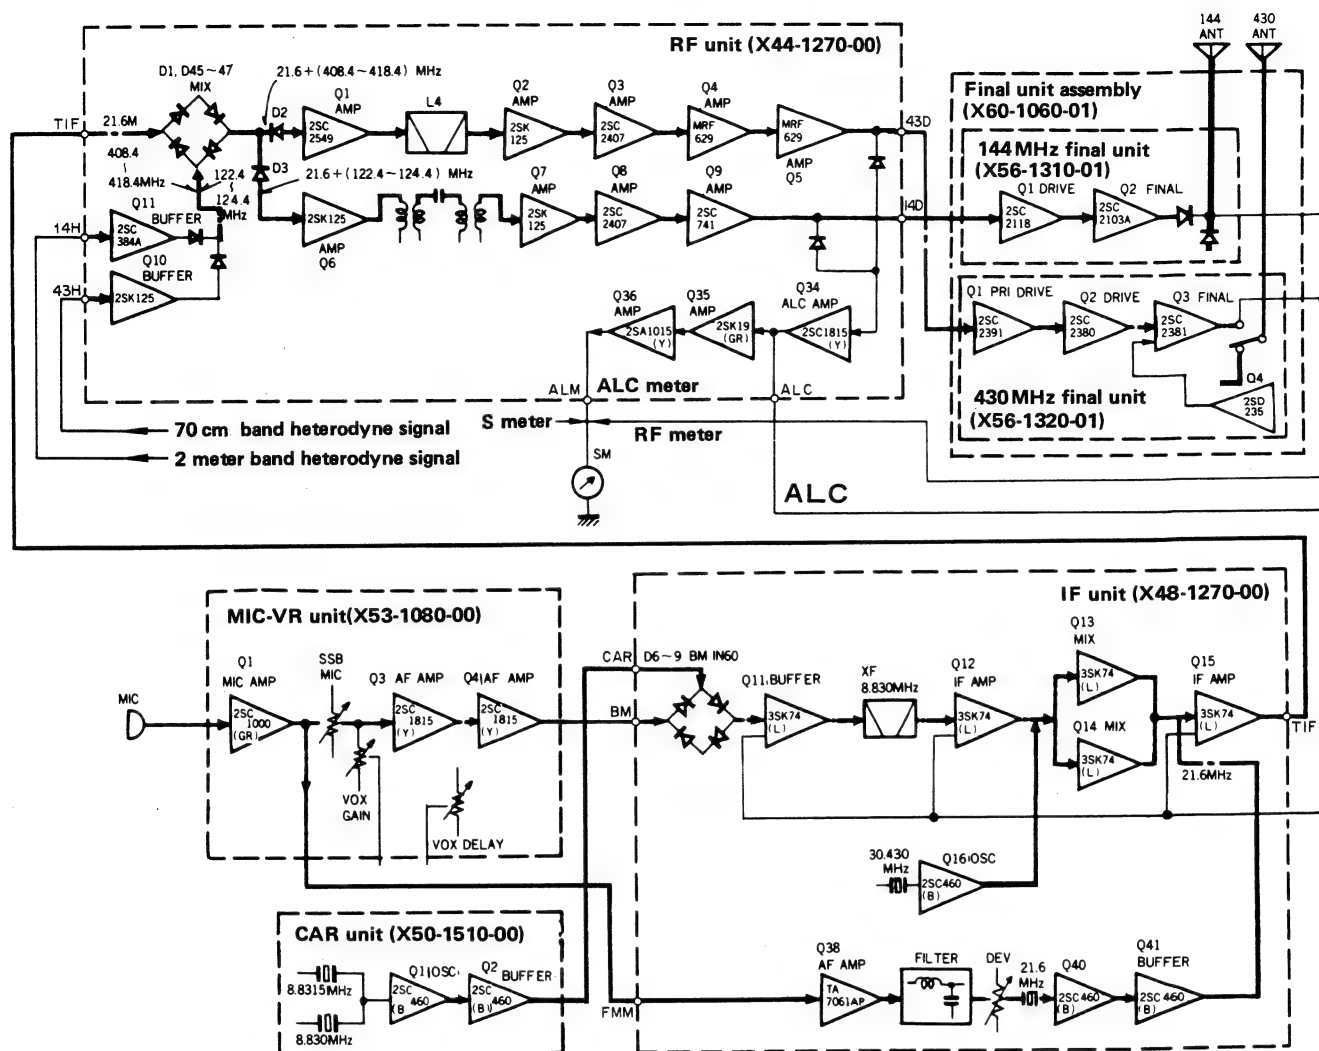 RF unit (X44-1270-00)
D1, D45~47
MIX
21.6+(408.4~418.4) MHz
D2
Q1
AMP
2SC
2549
L4
Q2
AMP
2SK
125
Q3
AMP
2SC
2407
Q4
AMP
MRF
629
MRF
629
AMP
Q5
43D
TIF
21.6M
408.4
~
418.4MHz
122.4
~
124.4
MHz
D3
21.6+(122.4~124.4) MHz
2SK125
AMP
Q6
Q7
AMP
2SK
125
Q8
AMP
2SC
2407
Q9
AMP
2SC
741
14D
Q11
BUFFER
2SC
384A
14H
Q10
BUFFER
2SK125
43H
Q36
AMP
2SA1015
(Y)
Q35
AMP
2SK19
(GR)
Q34
ALC AMP
2SC1815
(Y)
ALM
ALC meter
ALC
70 cm band heterodyne signal
2 meter band heterodyne signal
S meter
RF meter
SM
ALC
144
ANT
430
ANT
Final unit assembly
(X60-1060-01)
144 MHz final unit
(X56-1310-01)
Q1 DRIVE
2SC
2118
Q2 FINAL
2SC
2103A
Q1 PRI DRIVE
2SC
2391
Q2 DRIVE
2SC
2380
Q3 FINAL
2SC
2381
Q4
2SD
235
430 MHz final unit
(X56-1320-01)
MIC-VR unit(X53-1080-00)
MIC
Q1
MIC AMP
2SC
1000
(GR)
SSB
MIC
Q3 AF AMP
2SC
1815
(Y)
Q4 AF AMP
2SC
1815
(Y)
VOX
GAIN
VOX DELAY
IF unit (X48-1270-00)
CAR
D6~9 BM IN60
BM
Q11 BUFFER
3SK74
(L)
XF
8.830MHz
Q12
IF AMP
3SK74
(L)
Q13
MIX
3SK74
(L)
Q14 MIX
3SK74
(L)
Q15
IF AMP
3SK74
(L)
TIF
21.6MHz
30.430
MHz
Q16 OSC
2SC460
(B)
CAR unit (X50-1510-00)
8.8315MHz
8.830MHz
Q1 OSC
2SC
460
(B
Q2
BUFFER
2SC
460
(B)
FMM
Q38
AF AMP
TA
7061AP
FILTER
DEV
21.6
MHz
Q40
2SC460
(B)
Q41
BUFFER
2SC460
(B)